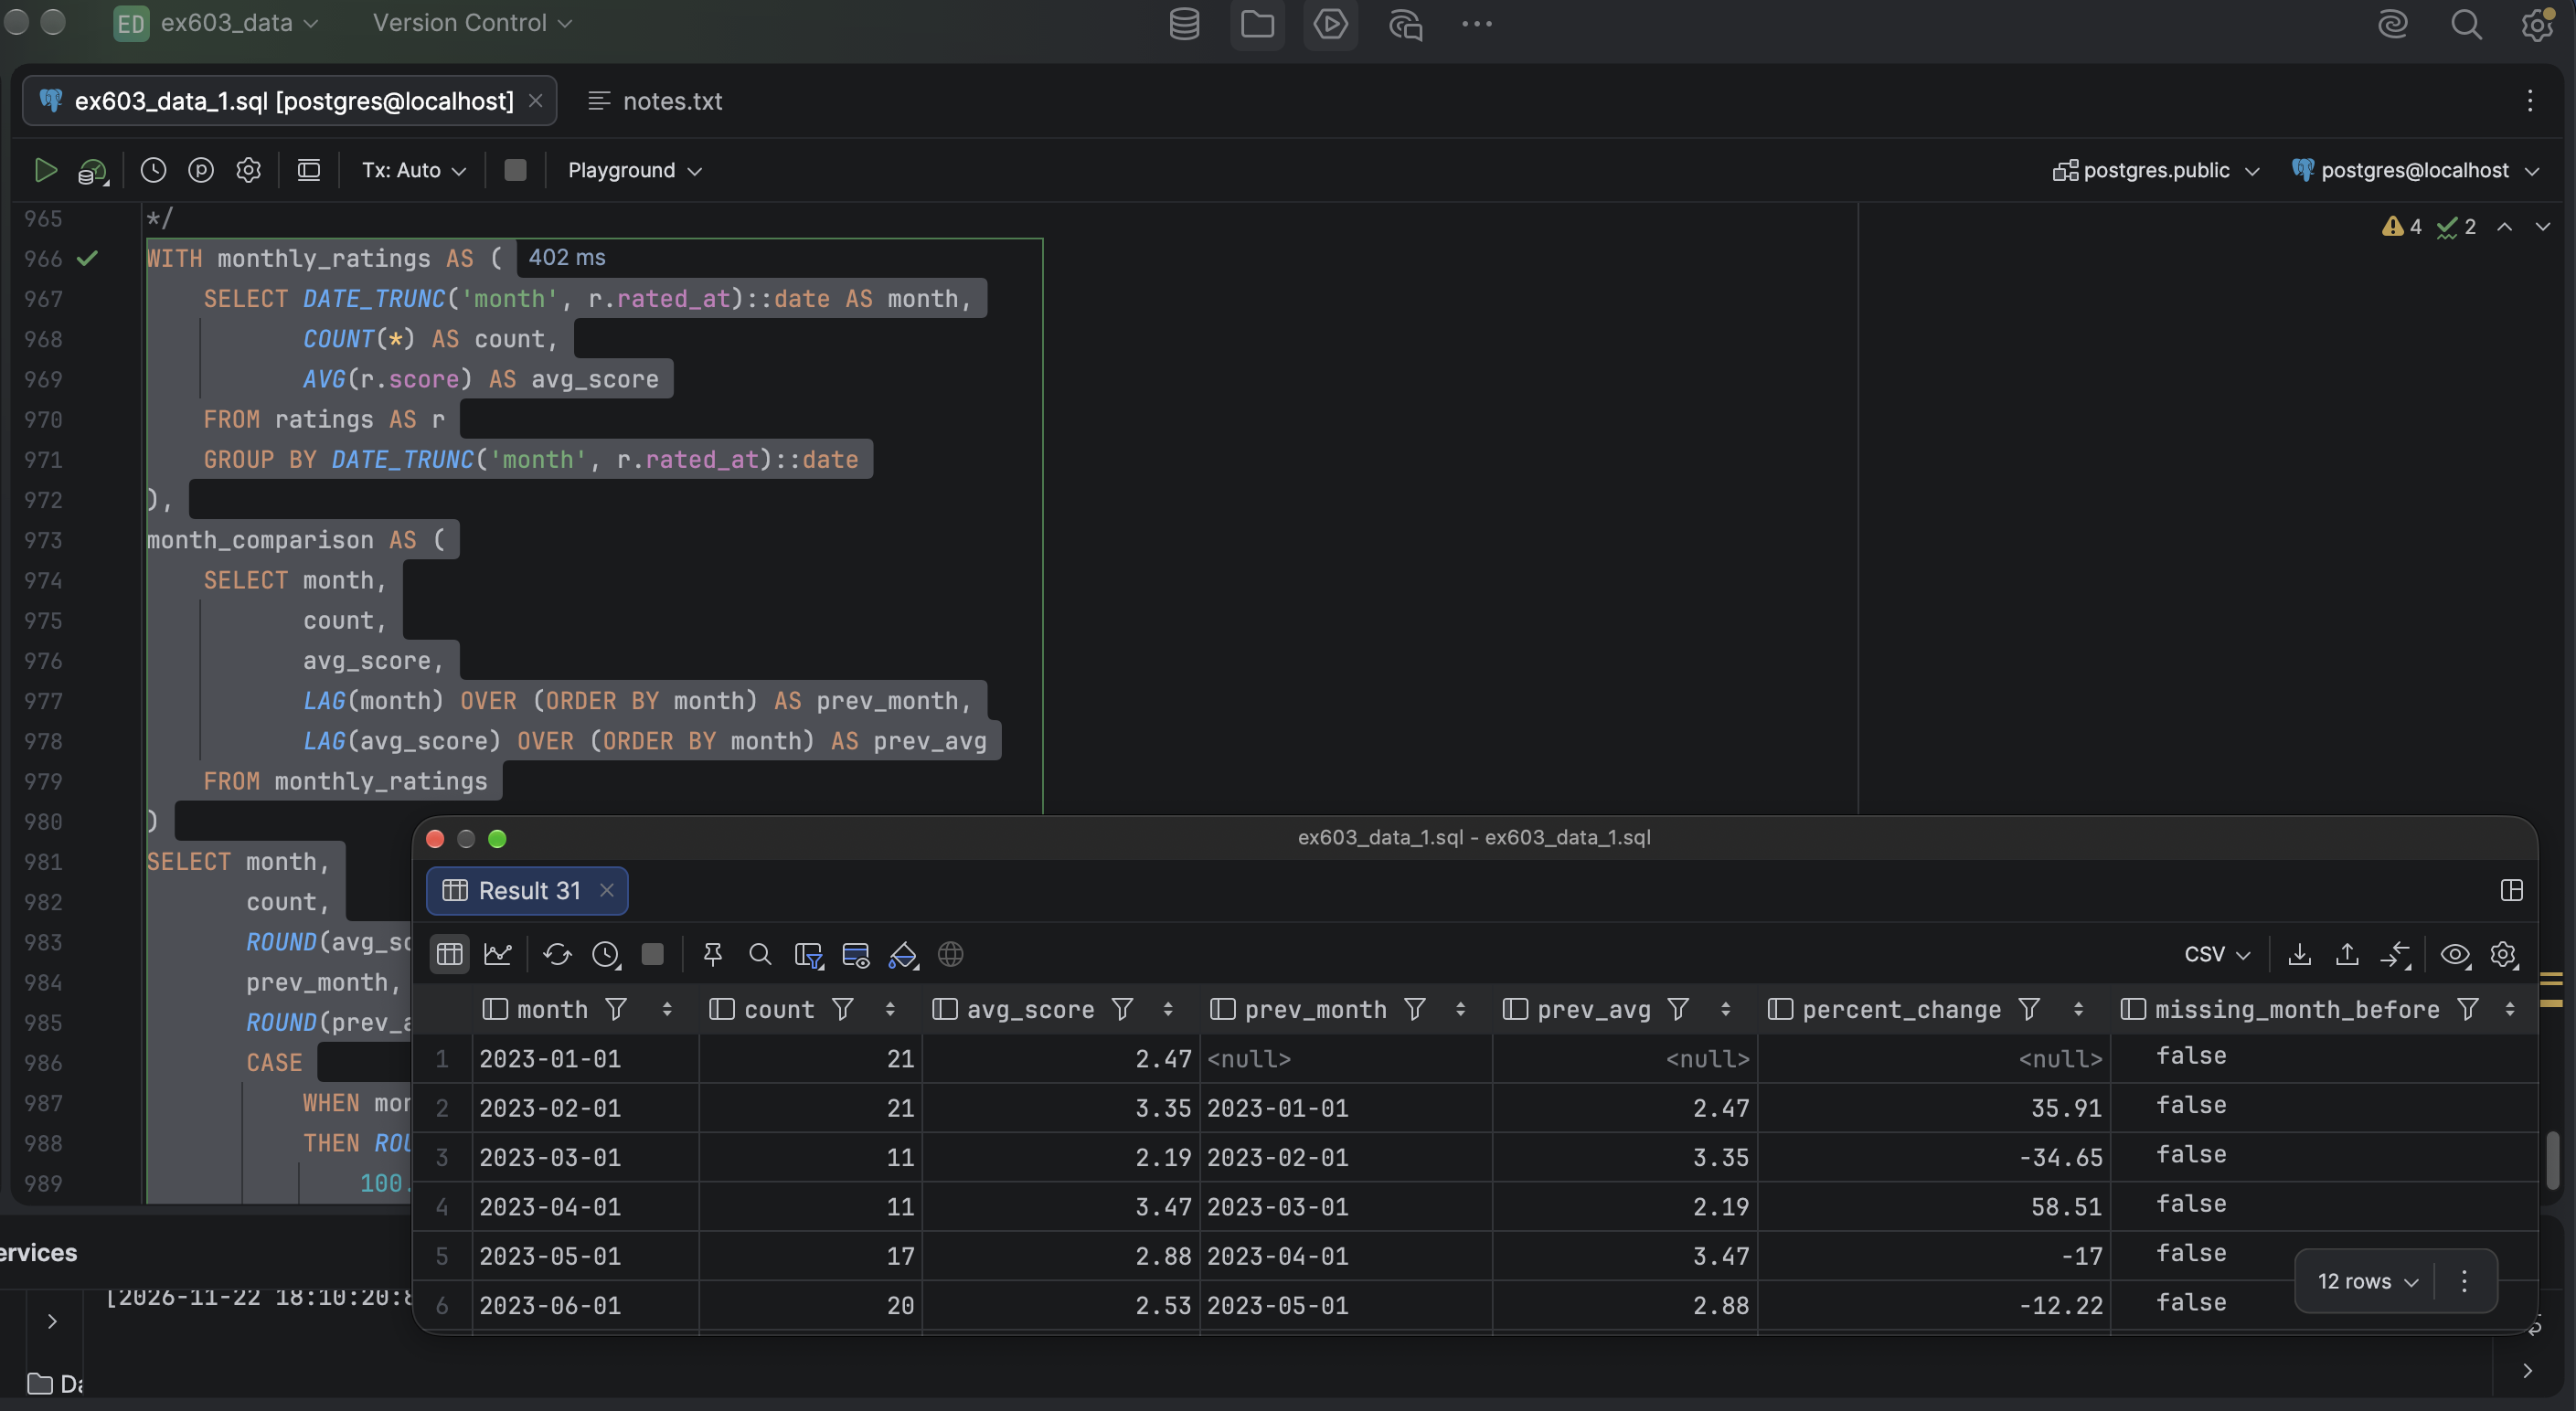 ED ex603_data Version Control
ex603_data_1.sql [postgres@localhost] notes.txt
Tx: Auto Playground postgres.public postgres@localhost
965 */
4 2
966 WITH monthly_ratings AS ( 402 ms
967 SELECT DATE_TRUNC('month', r.rated_at)::date AS month,
968 COUNT(*) AS count,
969 AVG(r.score) AS avg_score
970 FROM ratings AS r
971 GROUP BY DATE_TRUNC('month', r.rated_at)::date
972 ),
973 month_comparison AS (
974 SELECT month,
975 count,
976 avg_score,
977 LAG(month) OVER (ORDER BY month) AS prev_month,
978 LAG(avg_score) OVER (ORDER BY month) AS prev_avg
979 FROM monthly_ratings
980 )
981 SELECT month,
982 count,
983 ROUND(avg_sc
984 prev_month,
985 ROUND(prev_a
986 CASE
987 WHEN mon
988 THEN ROU
989 100.
ex603_data_1.sql - ex603_data_1.sql
Result 31
CSV
month count avg_score prev_month prev_avg percent_change missing_month_before
1 2023-01-01 21 2.47 <null> <null> <null> false
2 2023-02-01 21 3.35 2023-01-01 2.47 35.91 false
3 2023-03-01 11 2.19 2023-02-01 3.35 -34.65 false
4 2023-04-01 11 3.47 2023-03-01 2.19 58.51 false
5 2023-05-01 17 2.88 2023-04-01 3.47 -17 false
6 2023-06-01 20 2.53 2023-05-01 2.88 -12.22 false
12 rows
ervices
[2026-11-22 18:10:20:8
Da